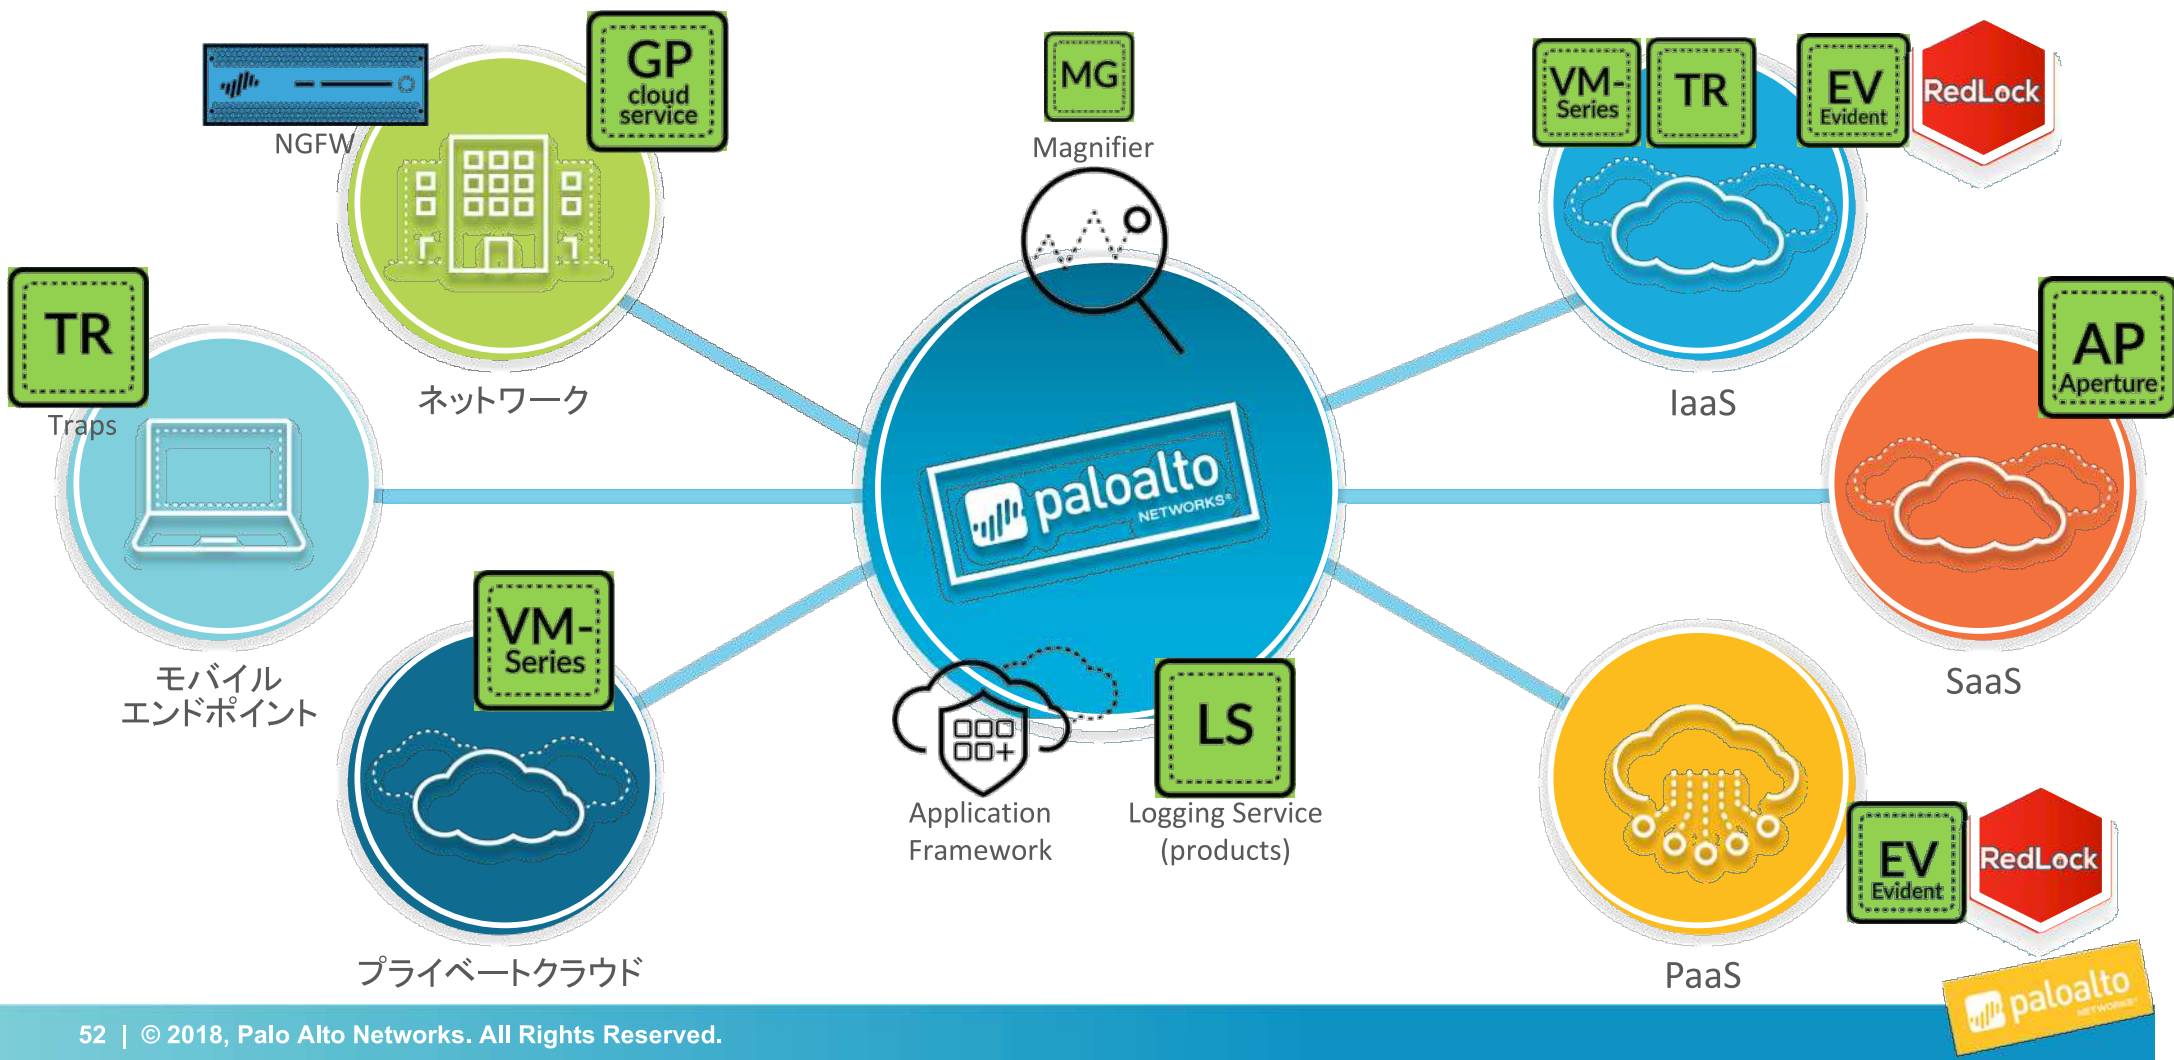 NGFW
GP
cloud
service
ネットワーク
TR
Traps
モバイル
エンドポイント
VM-
Series
プライベートクラウド
MG
Magnifier
paloalto
NETWORKS®
Application
Framework
LS
Logging Service
(products)
VM-
Series
TR
EV
Evident
RedLock
IaaS
AP
Aperture
SaaS
EV
Evident
RedLock
PaaS
paloalto
NETWORKS®
52 | © 2018, Palo Alto Networks. All Rights Reserved.